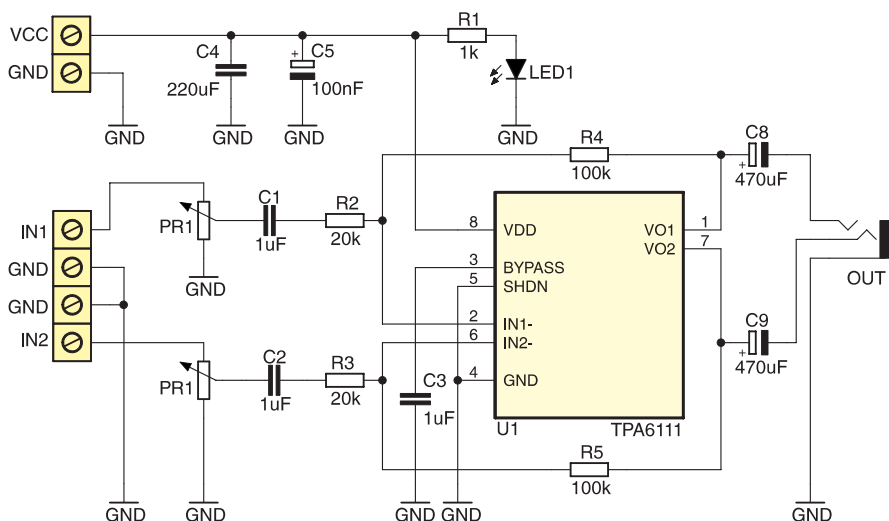 VCC
GND
GND
C4
220uF
GND
+
C5
100nF
GND
R1
1k
LED1
GND
R4
100k
C8
+
470uF
IN1
GND
GND
IN2
PR1
GND
C1
1uF
R2
20k
8
VDD
3
BYPASS
5
SHDN
2
IN1-
6
IN2-
4
GND
VO1
1
VO2
7
U1
TPA6111
OUT
PR1
C2
1uF
R3
20k
C3
1uF
C9
+
470uF
R5
100k
GND
GND
GND
GND
GND